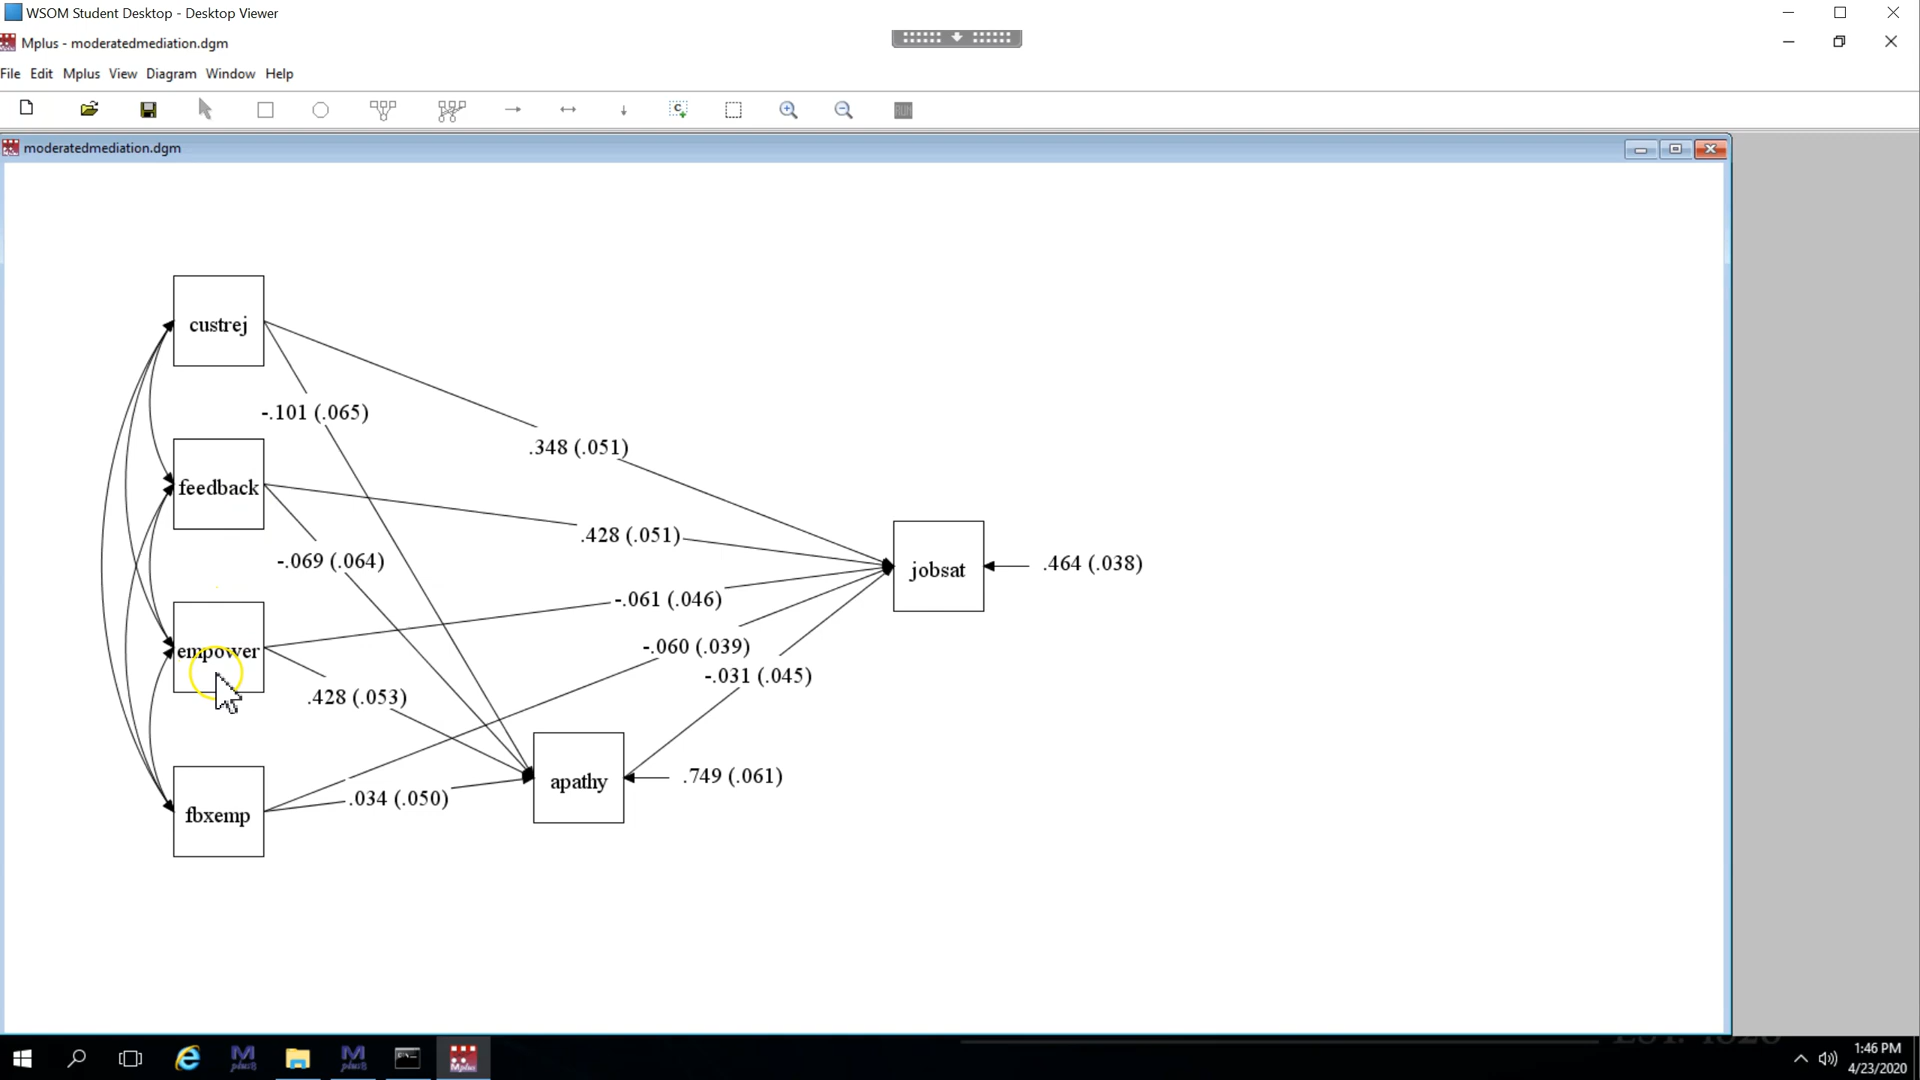 WSOM Student Desktop - Desktop Viewer
Mplus - moderatedmediation.dgm
File Edit Mplus View Diagram Window Help
C
RUN
moderatedmediation.dgm
custrej
-.101 (.065)
.348 (.051)
feedback
.428 (.051)
-.069 (.064)
jobsat
.464 (.038)
-.061 (.046)
empower
-.060 (.039)
-.031 (.045)
.428 (.053)
apathy
.749 (.061)
.034 (.050)
fbxemp
1:46 PM
4/23/2020